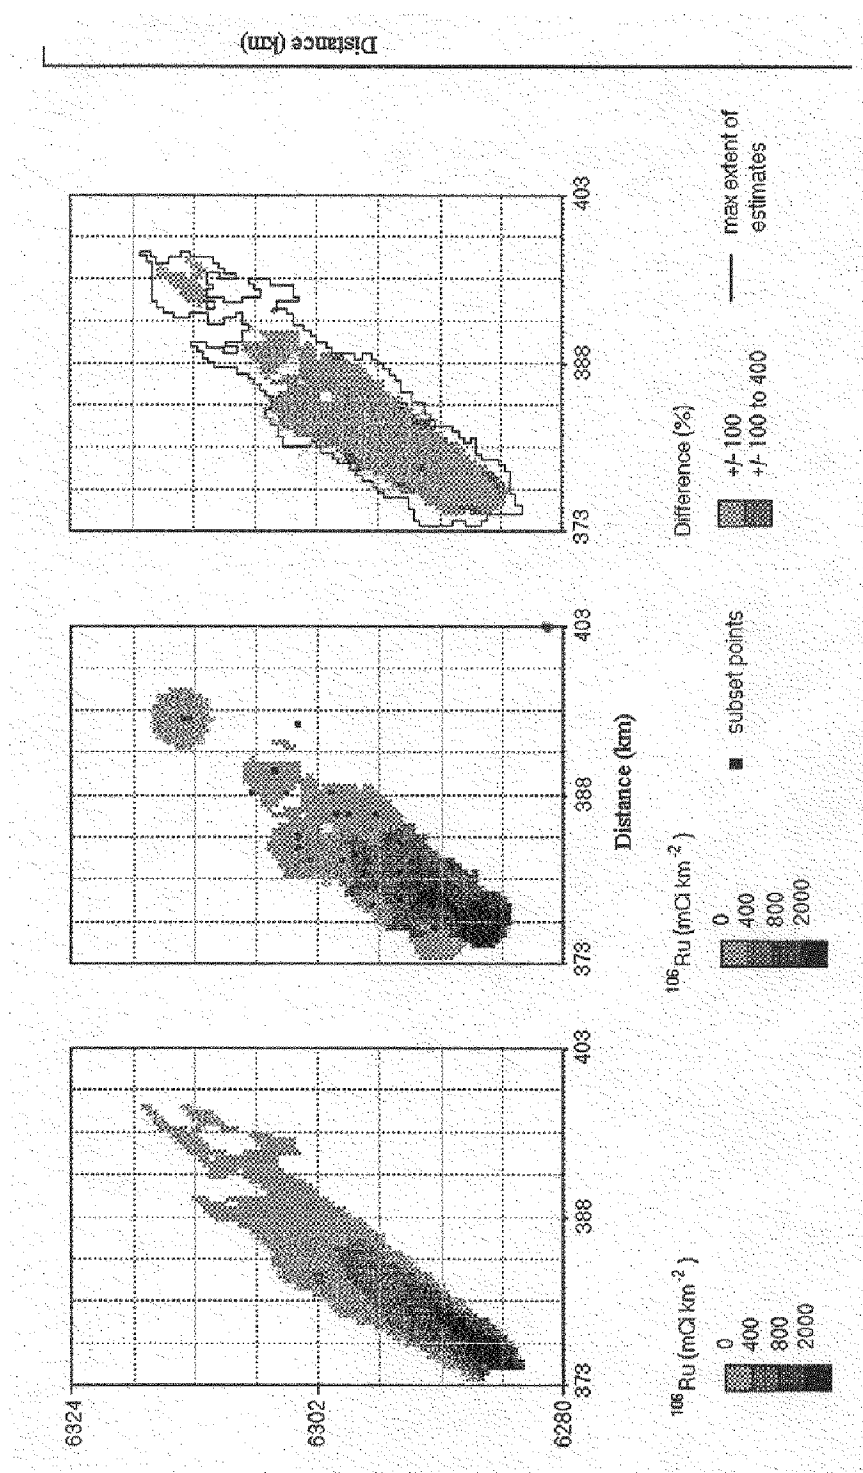 Distance (km)
6324
6302
6280
373
388
403
373
388
403
373
388
403
Distance (km)
106Ru (mCi km-2)
0
400
800
2000
106Ru (mCi km-2)
0
400
800
2000
subset points
Difference (%)
+/- 100
+/- 100 to 400
max extent of
estimates